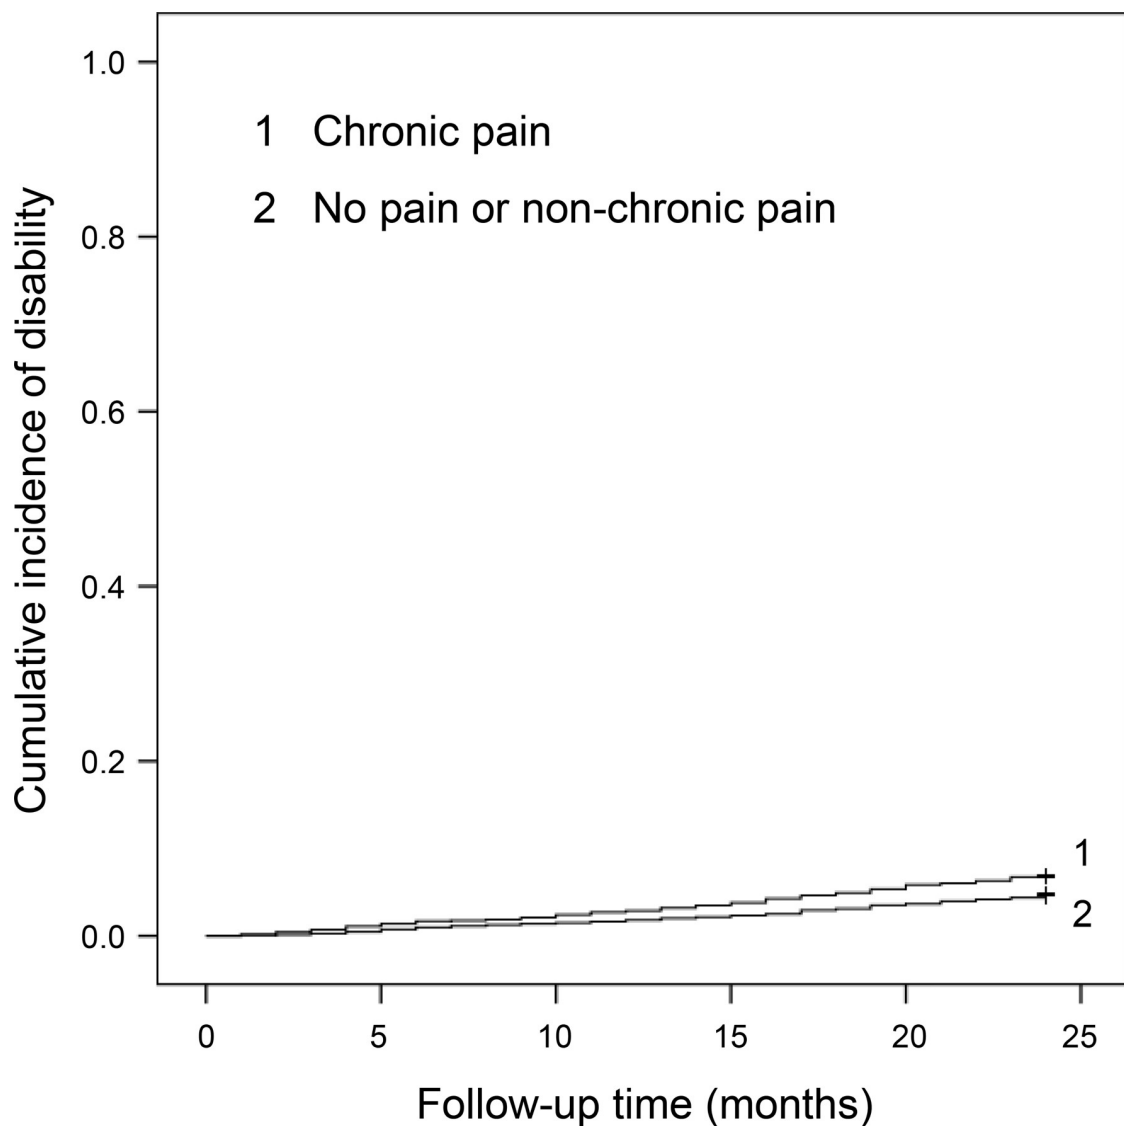 Cumulative incidence of disability
1.0
0.8
0.6
0.4
0.2
0.0
1 Chronic pain
2 No pain or non-chronic pain
1
2
0 5 10 15 20 25
Follow-up time (months)